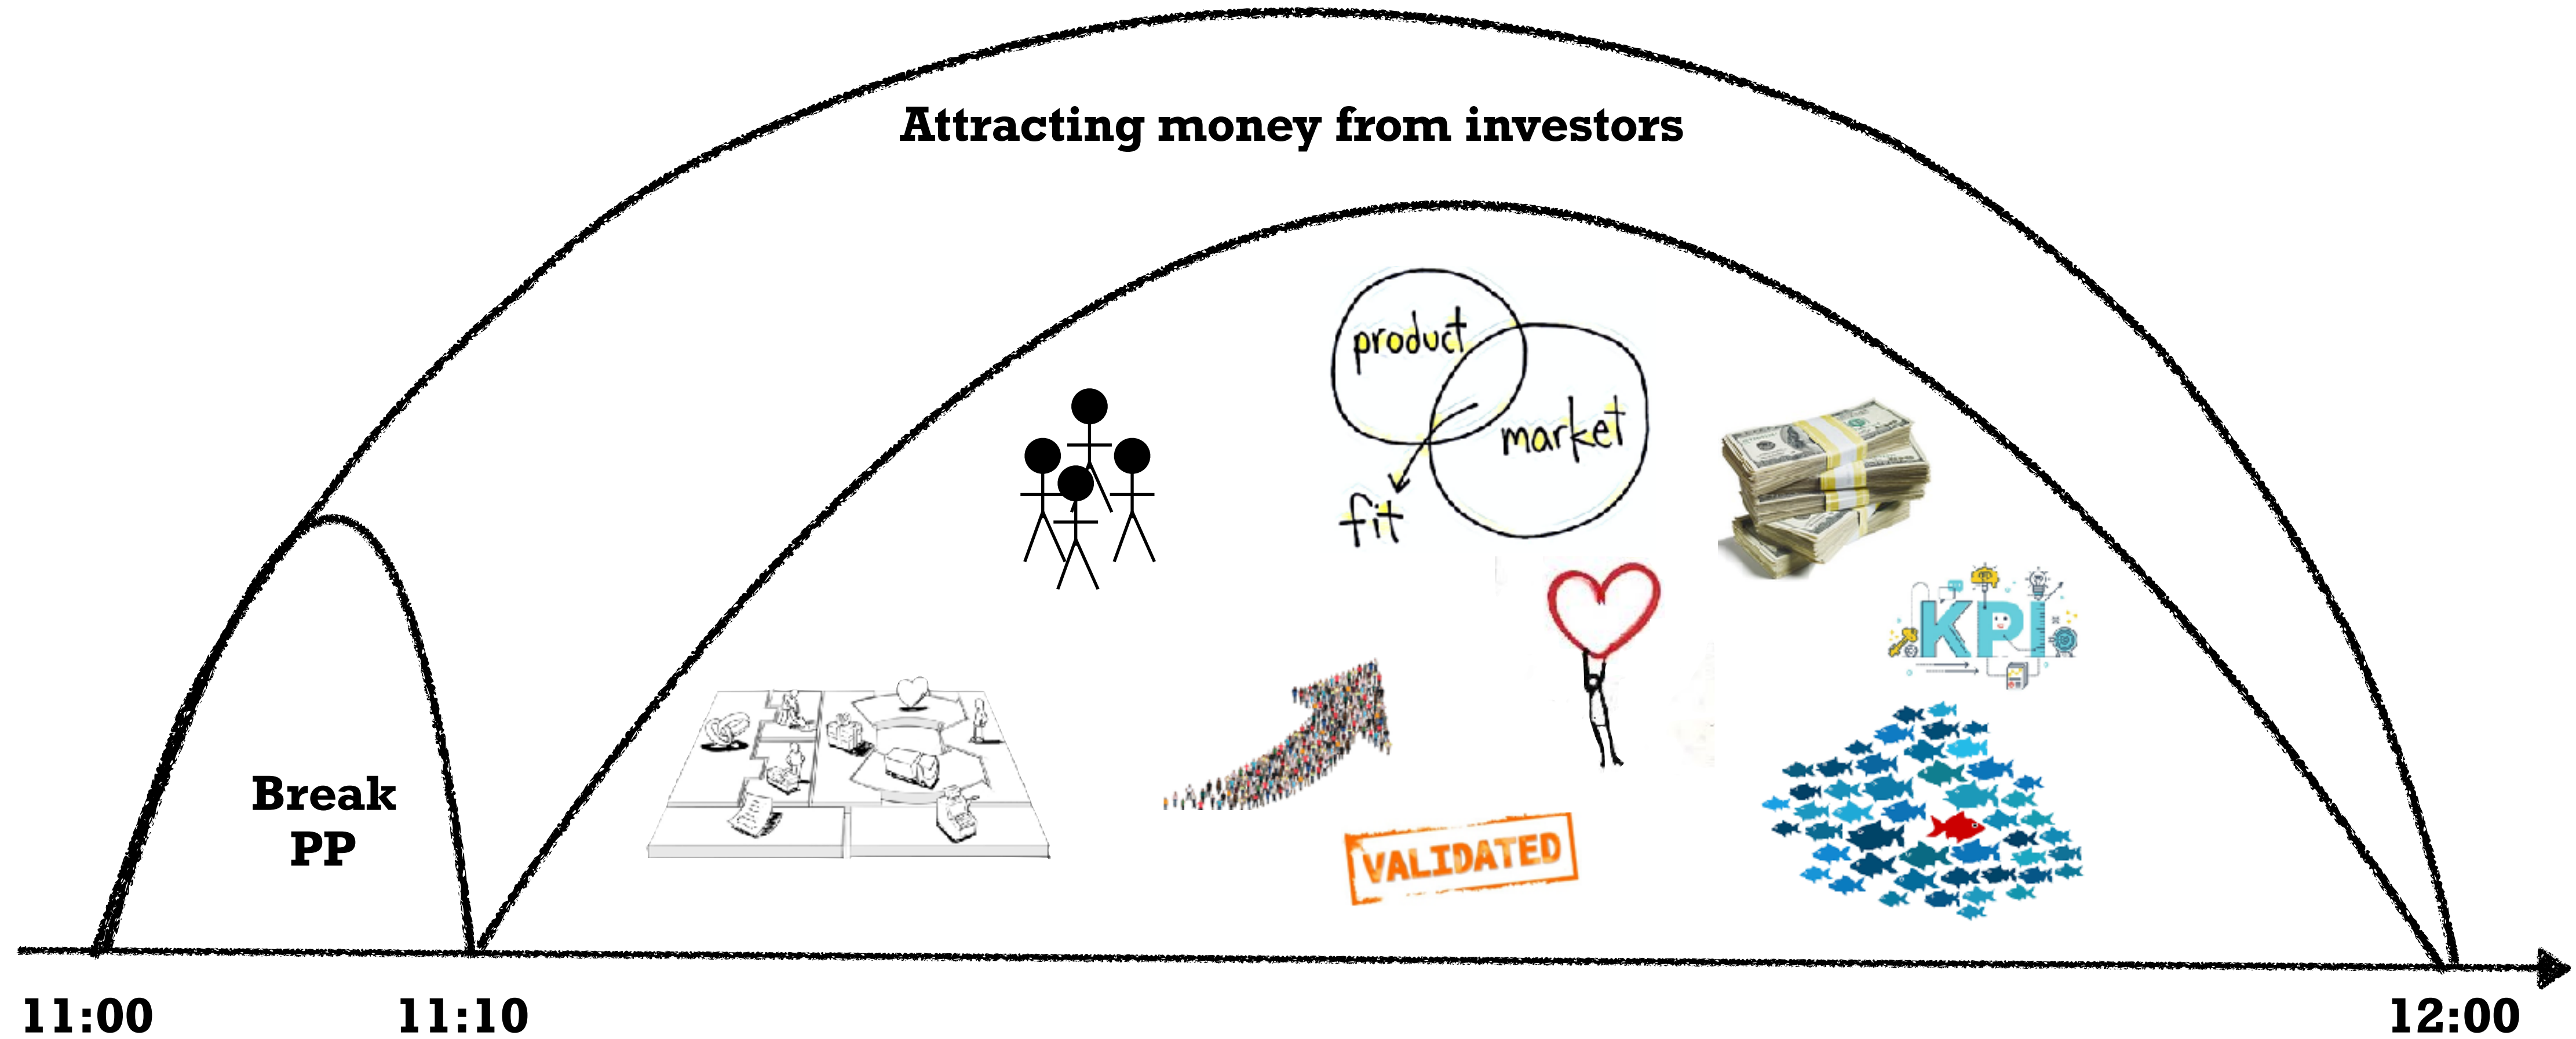 Attracting money from investors
product
market
fit
KPI
Break
PP
VALIDATED
11:00
11:10
12:00